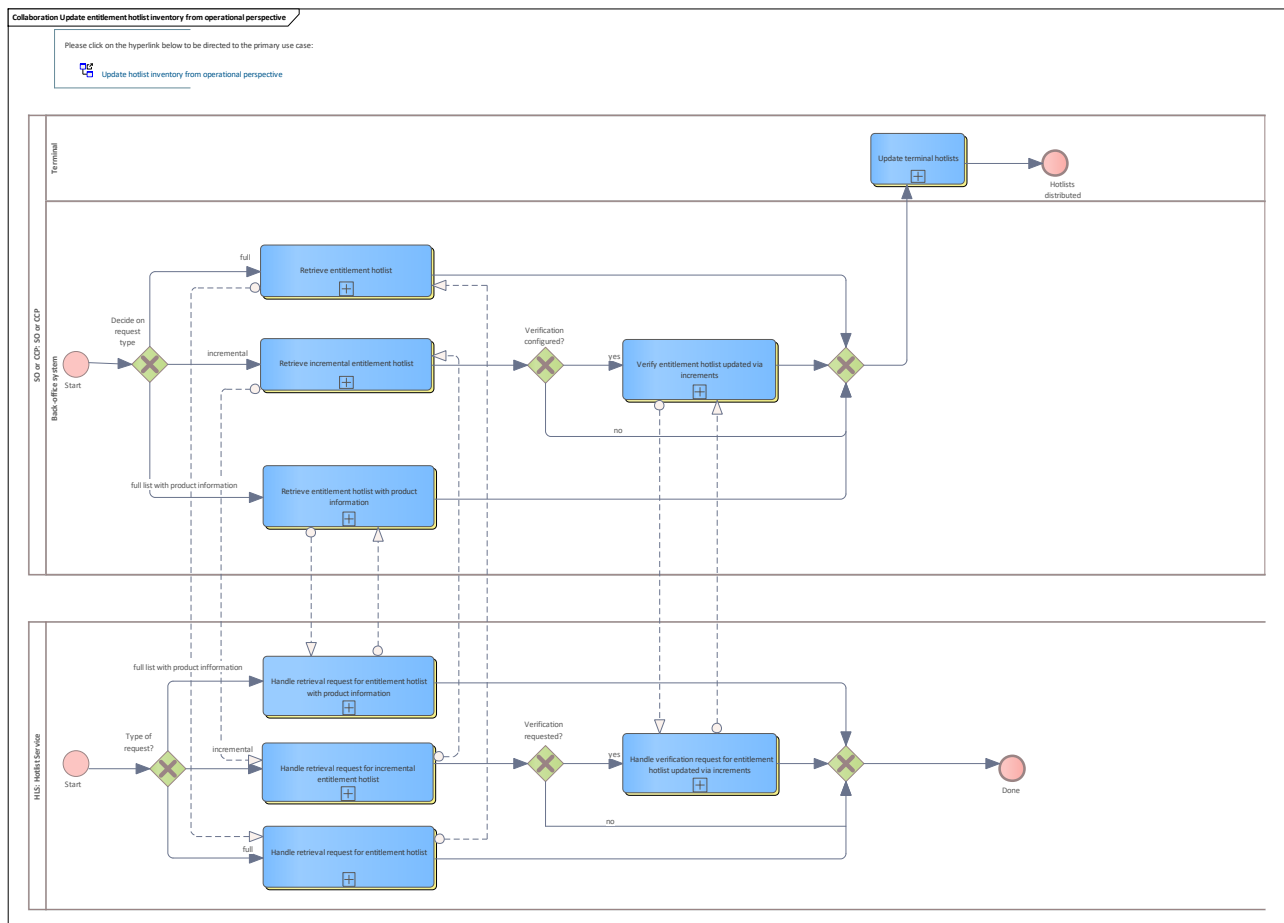 Collaboration Update entitlement hotlist inventory from operational perspective
Please click on the hyperlink below to be directed to the primary use case:
Update hotlist inventory from operational perspective
SO or CCP: SO or CCP
Terminal
Update terminal hotlists
Hotlists
distributed
Back-office system
Start
Decide on
request
type
full
Retrieve entitlement hotlist
incremental
Retrieve incremental entitlement hotlist
Verification
configured?
yes
Verify entitlement hotlist updated via
increments
no
full list with product information
Retrieve entitlement hotlist with product
information
HLS: Hotlist Service
Start
Type of
request?
full list with product infformation
Handle retrieval request for entitlement hotlist
with product information
incremental
Handle retrieval request for incremental
entitlement hotlist
Verification
requested?
yes
Handle verification request for entitlement
hotlist updated via increments
no
Done
full
Handle retrieval request for entitlement hotlist